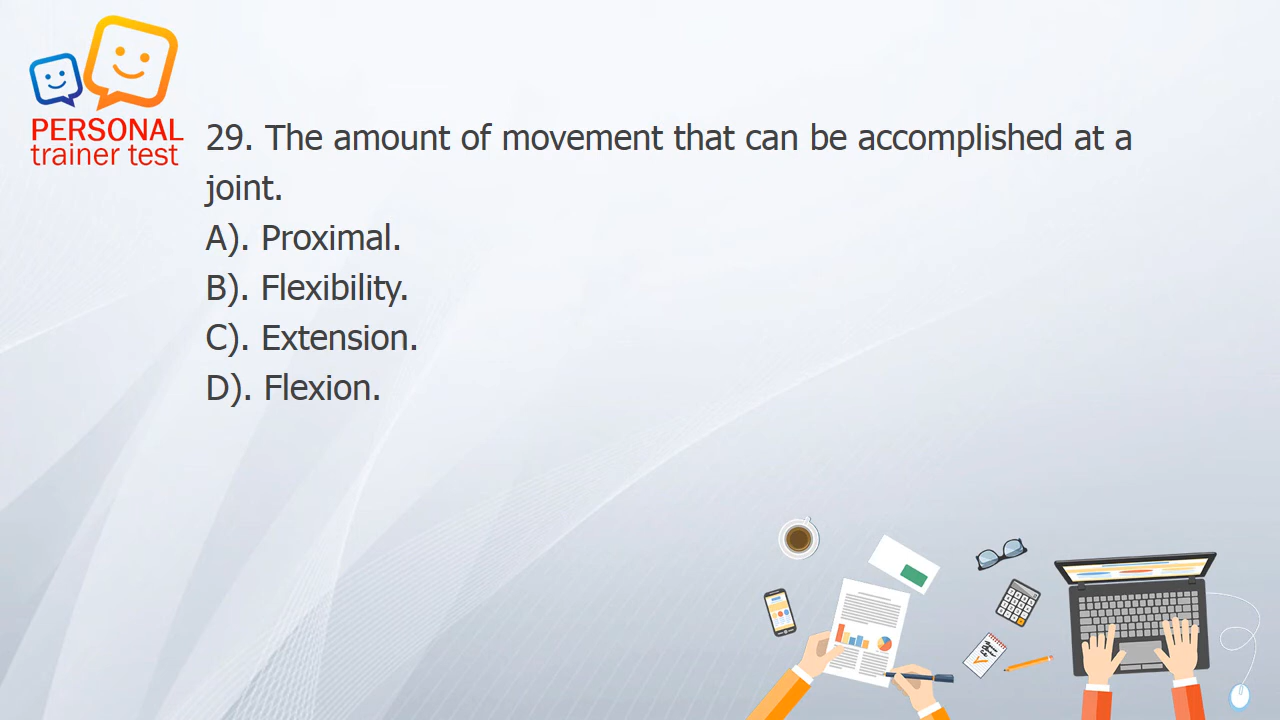 PERSONAL
trainer test
29. The amount of movement that can be accomplished at a
joint.
A). Proximal.
B). Flexibility.
C). Extension.
D). Flexion.